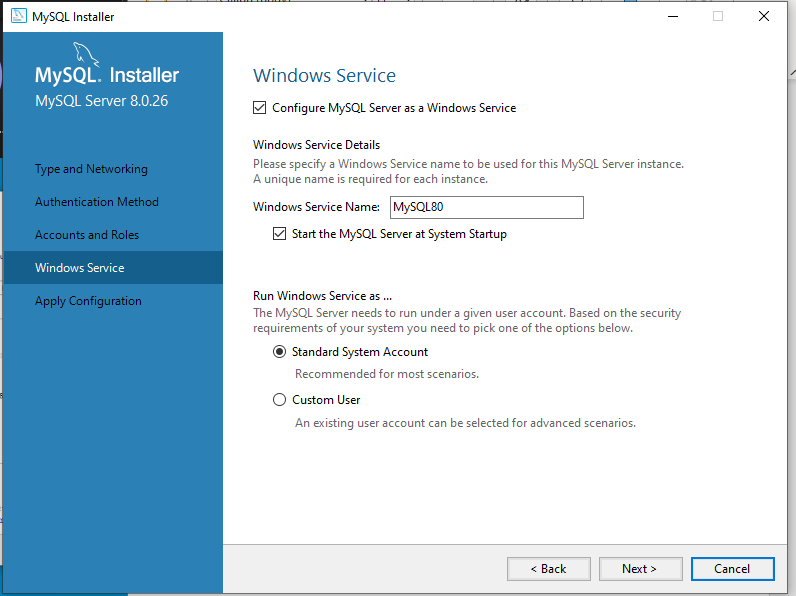 MySQL Installer
MySQL. Installer
MySQL Server 8.0.26
Type and Networking
Authentication Method
Accounts and Roles
Windows Service
Apply Configuration
Windows Service
Configure MySQL Server as a Windows Service
Windows Service Details
Please specify a Windows Service name to be used for this MySQL Server instance.
A unique name is required for each instance.
Windows Service Name: MySQL80
Start the MySQL Server at System Startup
Run Windows Service as ...
The MySQL Server needs to run under a given user account. Based on the security
requirements of your system you need to pick one of the options below.
Standard System Account
Recommended for most scenarios.
Custom User
An existing user account can be selected for advanced scenarios.
< Back Next > Cancel